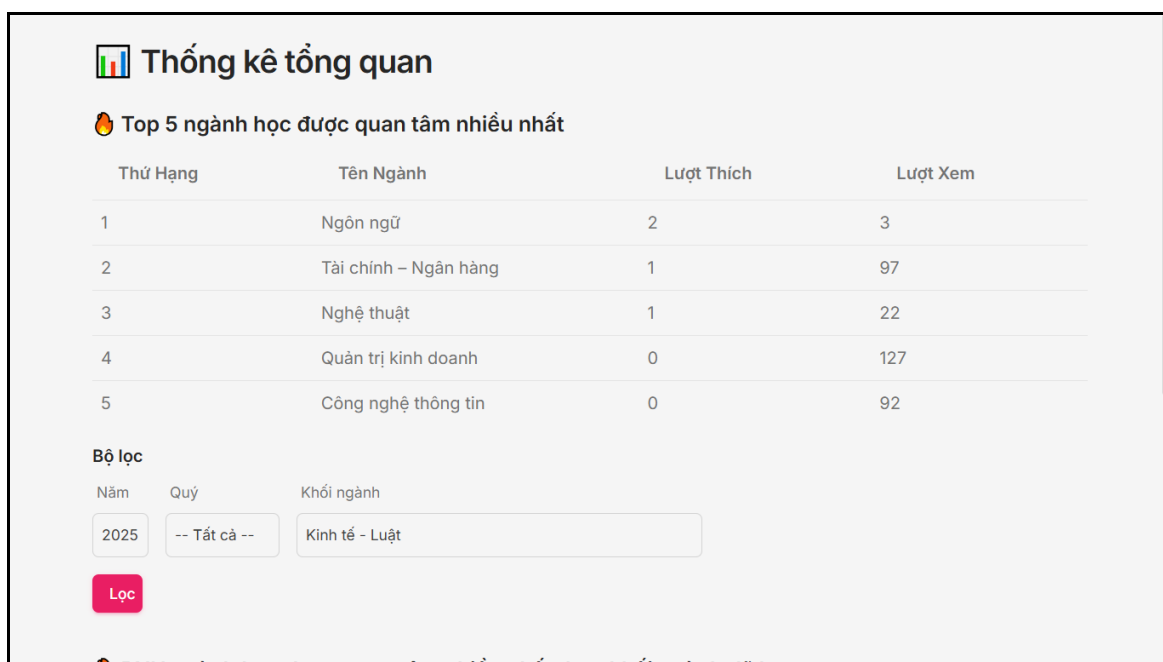 📊 Thống kê tổng quan
🔥 Top 5 ngành học được quan tâm nhiều nhất
Thứ Hạng Tên Ngành Lượt Thích Lượt Xem
1 Ngôn ngữ 2 3
2 Tài chính – Ngân hàng 1 97
3 Nghệ thuật 1 22
4 Quản trị kinh doanh 0 127
5 Công nghệ thông tin 0 92
Bộ lọc
Năm Quý Khối ngành
2025 -- Tất cả -- Kinh tế - Luật
Lọc